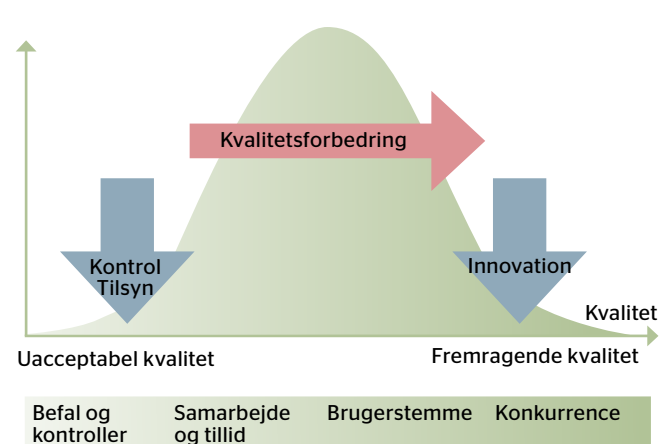 Kvalitetsforbedring
Kontrol
Tilsyn
Innovation
Kvalitet
Uacceptabel kvalitet
Fremragende kvalitet
Befal og
kontroller
Samarbejde
og tillid
Brugerstemme
Konkurrence